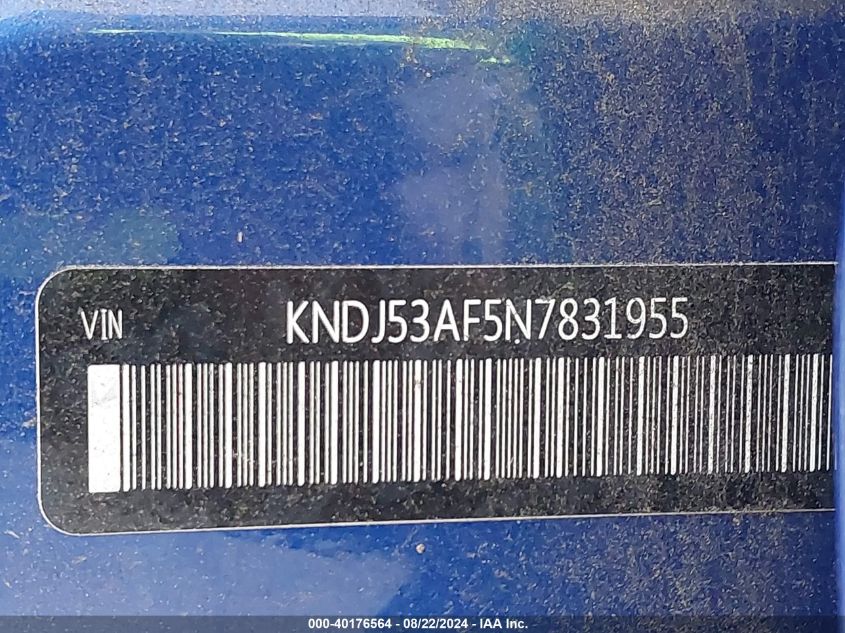 VIN KNDJ53AF5N7831955
000-40176564 | 08/22/2024 - IAA Inc.